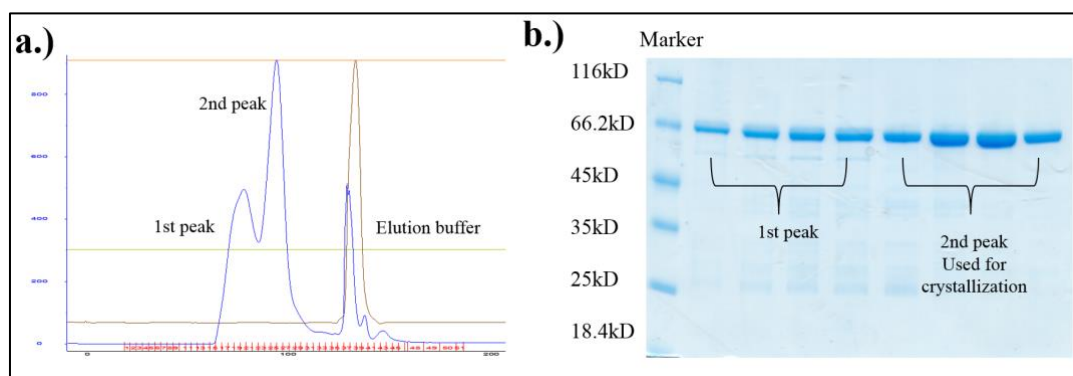 a.)
2nd peak
1st peak
Elution buffer
800
600
400
200
0
0
100
200
b.)
Marker
116kD
66.2kD
45kD
35kD
25kD
18.4kD
1st peak
2nd peak
Used for
crystallization